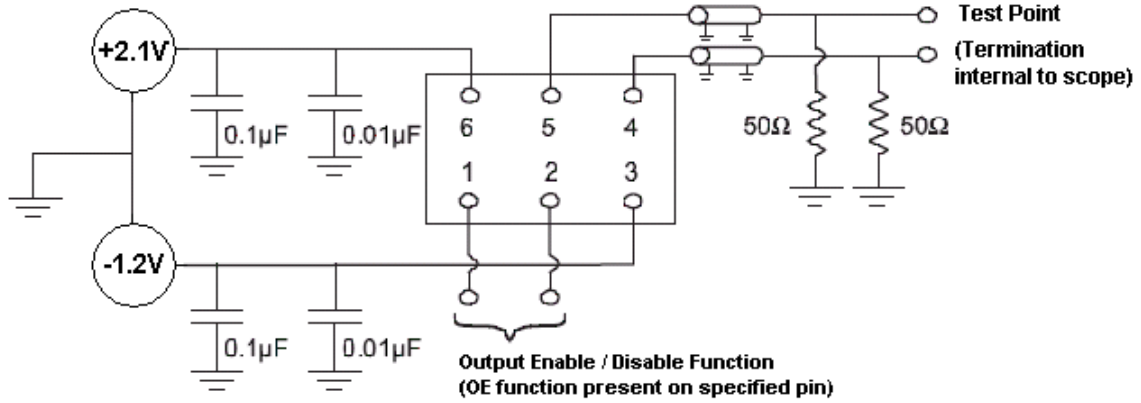 Test Point
+2.1V
(Termination
internal to scope)
0.1µF
0.01µF
6 5 4
50Ω
50Ω
1 2 3
-1.2V
0.1µF
0.01µF
Output Enable / Disable Function
(OE function present on specified pin)